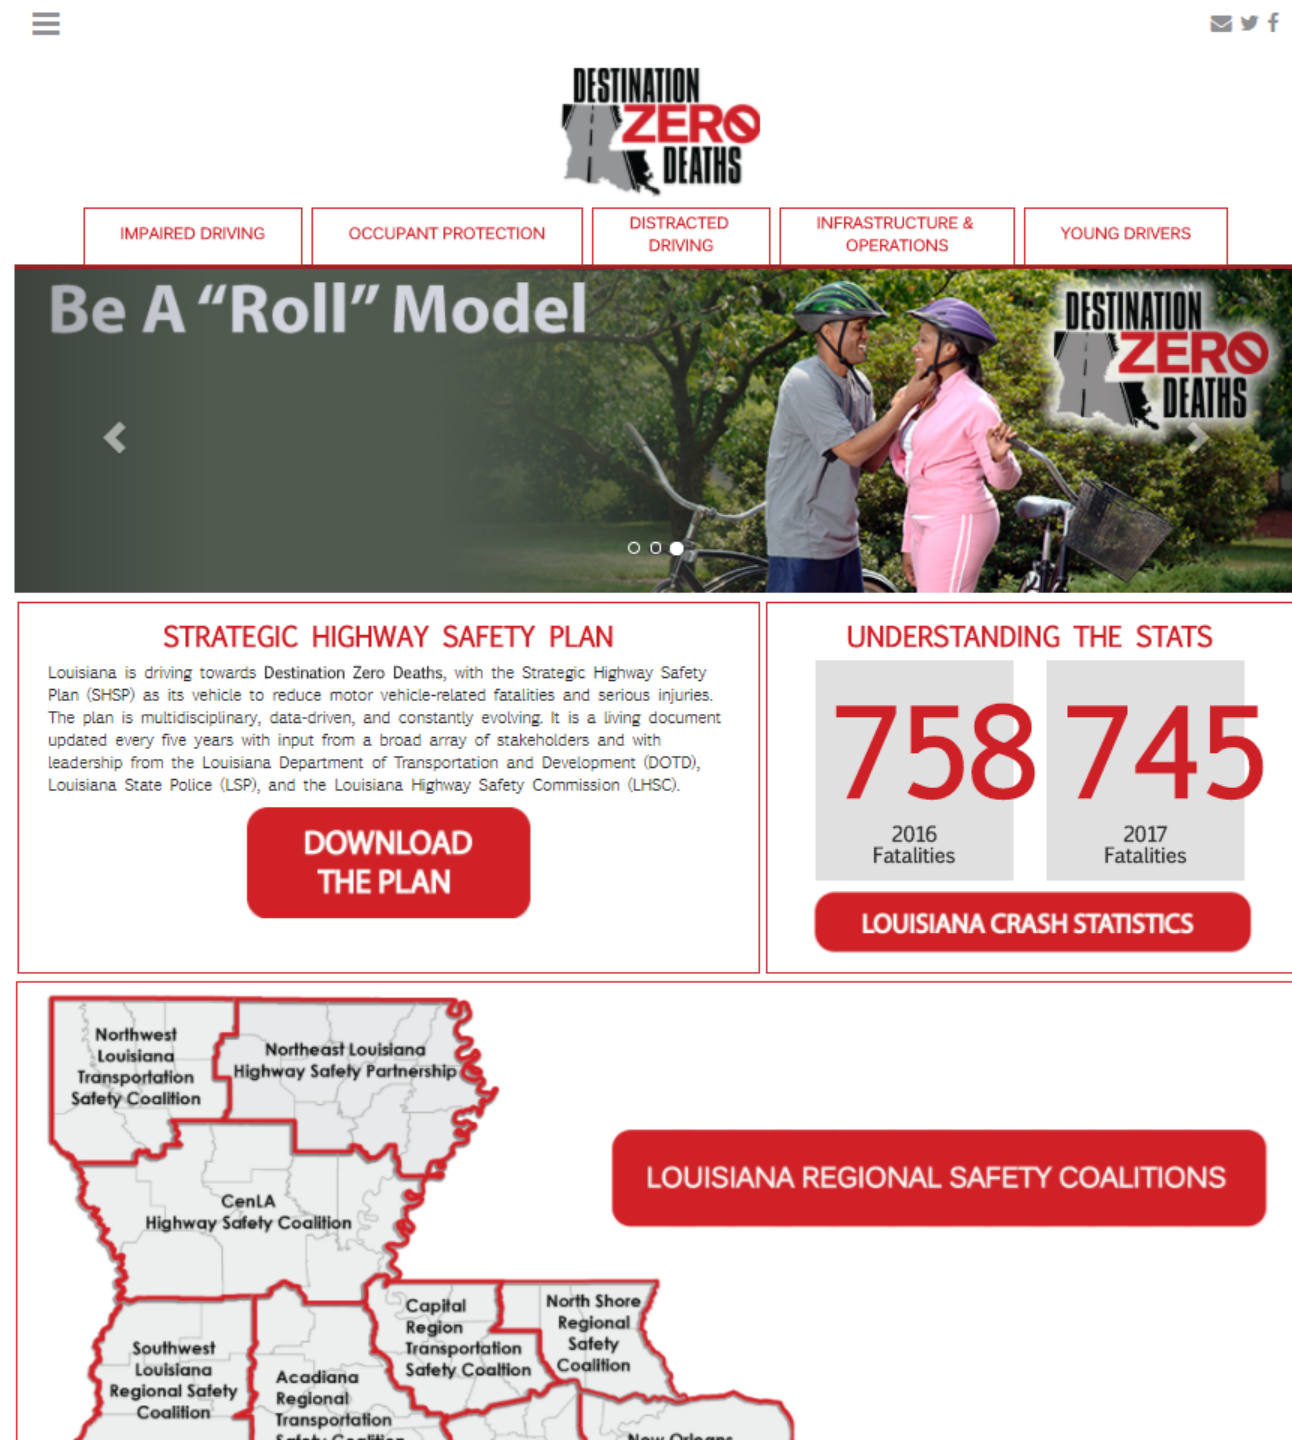 DESTINATION
ZERO
DEATHS
IMPAIRED DRIVING
OCCUPANT PROTECTION
DISTRACTED
DRIVING
INFRASTRUCTURE &
OPERATIONS
YOUNG DRIVERS
Be A “Roll” Model
DESTINATION
ZERO
DEATHS
STRATEGIC HIGHWAY SAFETY PLAN
Louisiana is driving towards Destination Zero Deaths, with the Strategic Highway Safety
Plan (SHSP) as its vehicle to reduce motor vehicle-related fatalities and serious injuries.
The plan is multidisciplinary, data-driven, and constantly evolving. It is a living document
updated every five years with input from a broad array of stakeholders and with
leadership from the Louisiana Department of Transportation and Development (DOTD),
Louisiana State Police (LSP), and the Louisiana Highway Safety Commission (LHSC).
DOWNLOAD
THE PLAN
UNDERSTANDING THE STATS
758
2016
Fatalities
745
2017
Fatalities
LOUISIANA CRASH STATISTICS
Northwest
Louisiana
Transportation
Safety Coalition
Northeast Louisiana
Highway Safety Partnership
CenLA
Highway Safety Coalition
LOUISIANA REGIONAL SAFETY COALITIONS
Capital
Region
Transportation
Safety Coaltion
North Shore
Regional
Safety
Coalition
Southwest
Louisiana
Regional Safety
Coalition
Acadiana
Regional
Transportation
Safety Coalition
New Orleans